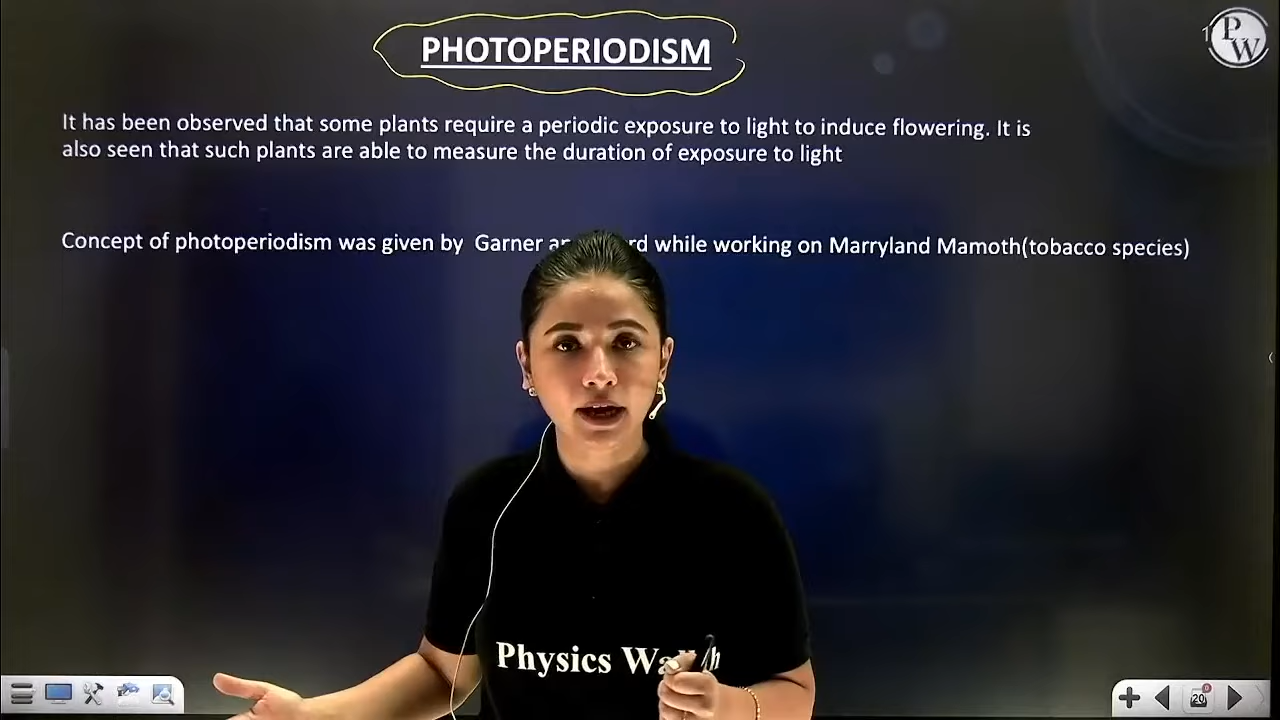 PHOTOPERIODISM
PW
It has been observed that some plants require a periodic exposure to light to induce flowering. It is
also seen that such plants are able to measure the duration of exposure to light
Concept of photoperiodism was given by Garner while working on Marryland Mamoth(tobacco species)
Physics
20